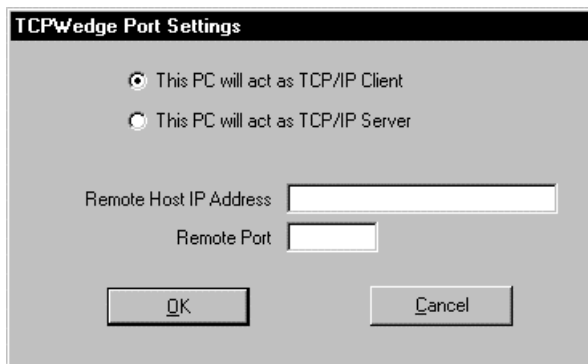 TCPWedge Port Settings
This PC will act as TCP/IP Client
This PC will act as TCP/IP Server
Remote Host IP Address
Remote Port
OK
Cancel